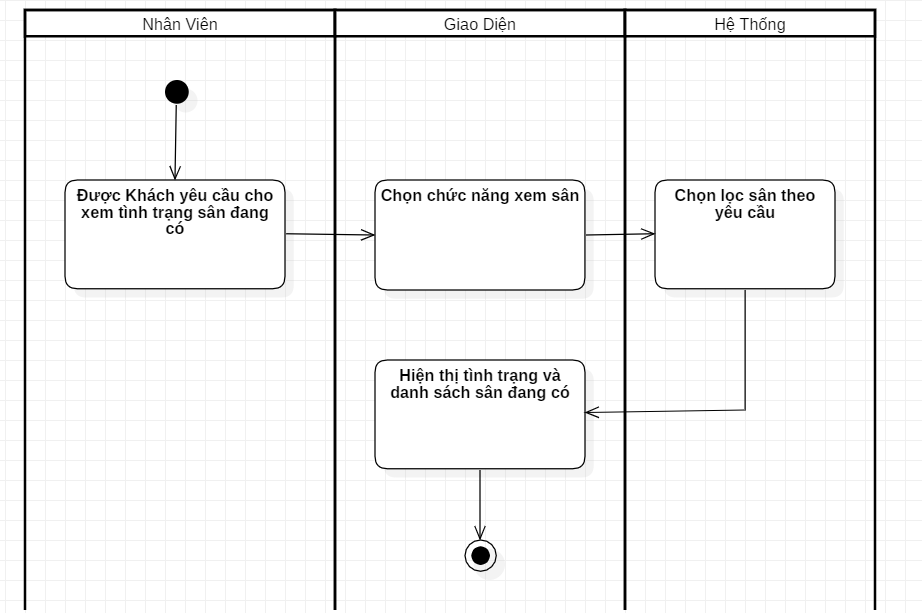 Nhân Viên
Giao Diện
Hệ Thống
Được Khách yêu cầu cho
xem tình trạng sân đang
có
Chọn chức năng xem sân
Chọn lọc sân theo
yêu cầu
Hiện thị tình trạng và
danh sách sân đang có